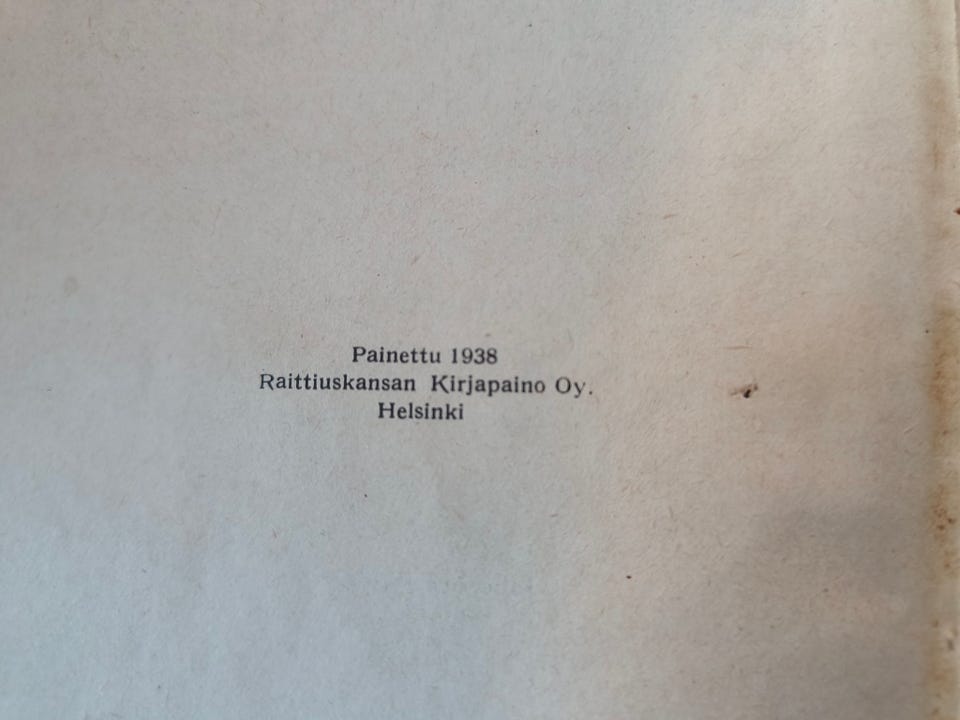 Painettu 1938
Raittiuskansan Kirjapaino Oy.
Helsinki